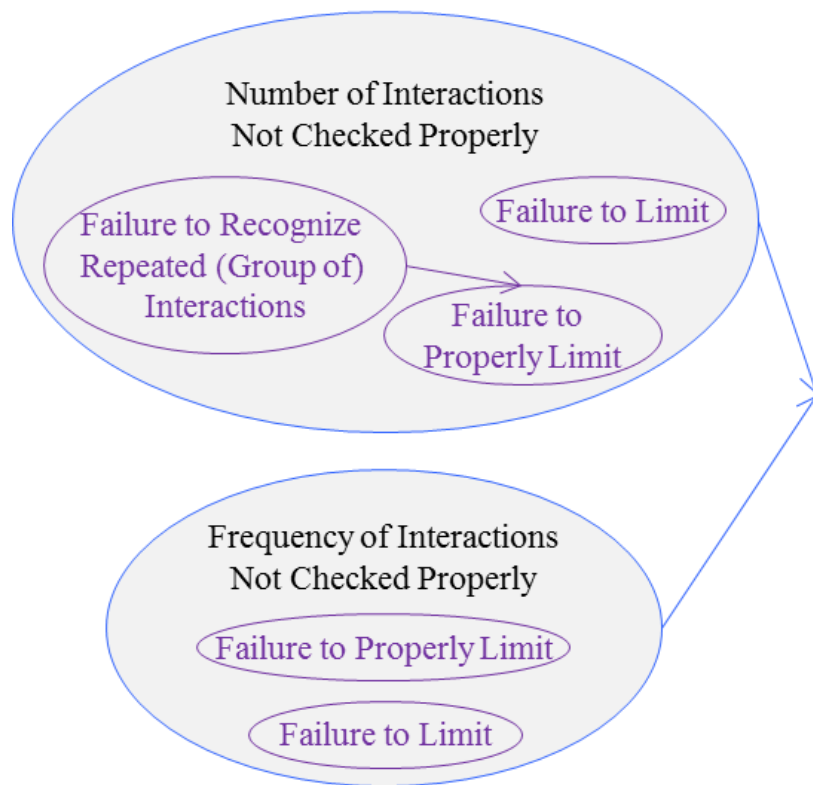 Number of Interactions
Not Checked Properly
Failure to Limit
Failure to Recognize
Repeated (Group of)
Interactions
Failure to
Properly Limit
Frequency of Interactions
Not Checked Properly
Failure to Properly Limit
Failure to Limit